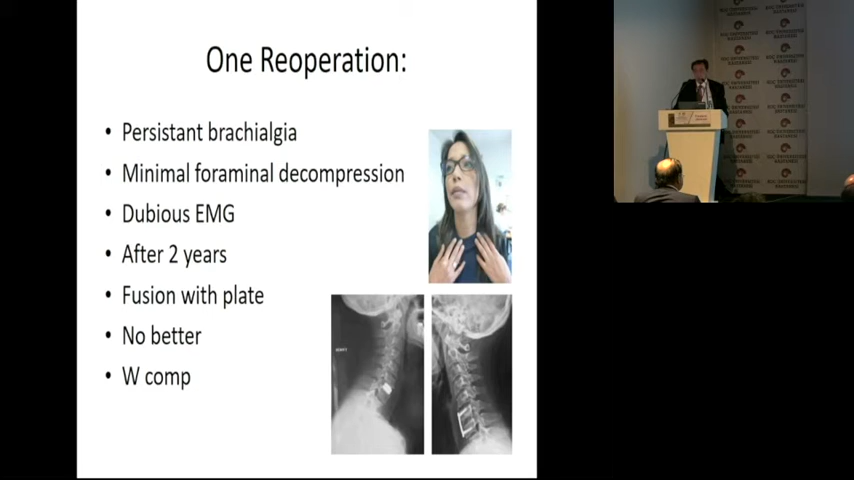 One Reoperation:
• Persistant brachialgia
• Minimal foraminal decompression
• Dubious EMG
• After 2 years
• Fusion with plate
• No better
• W comp